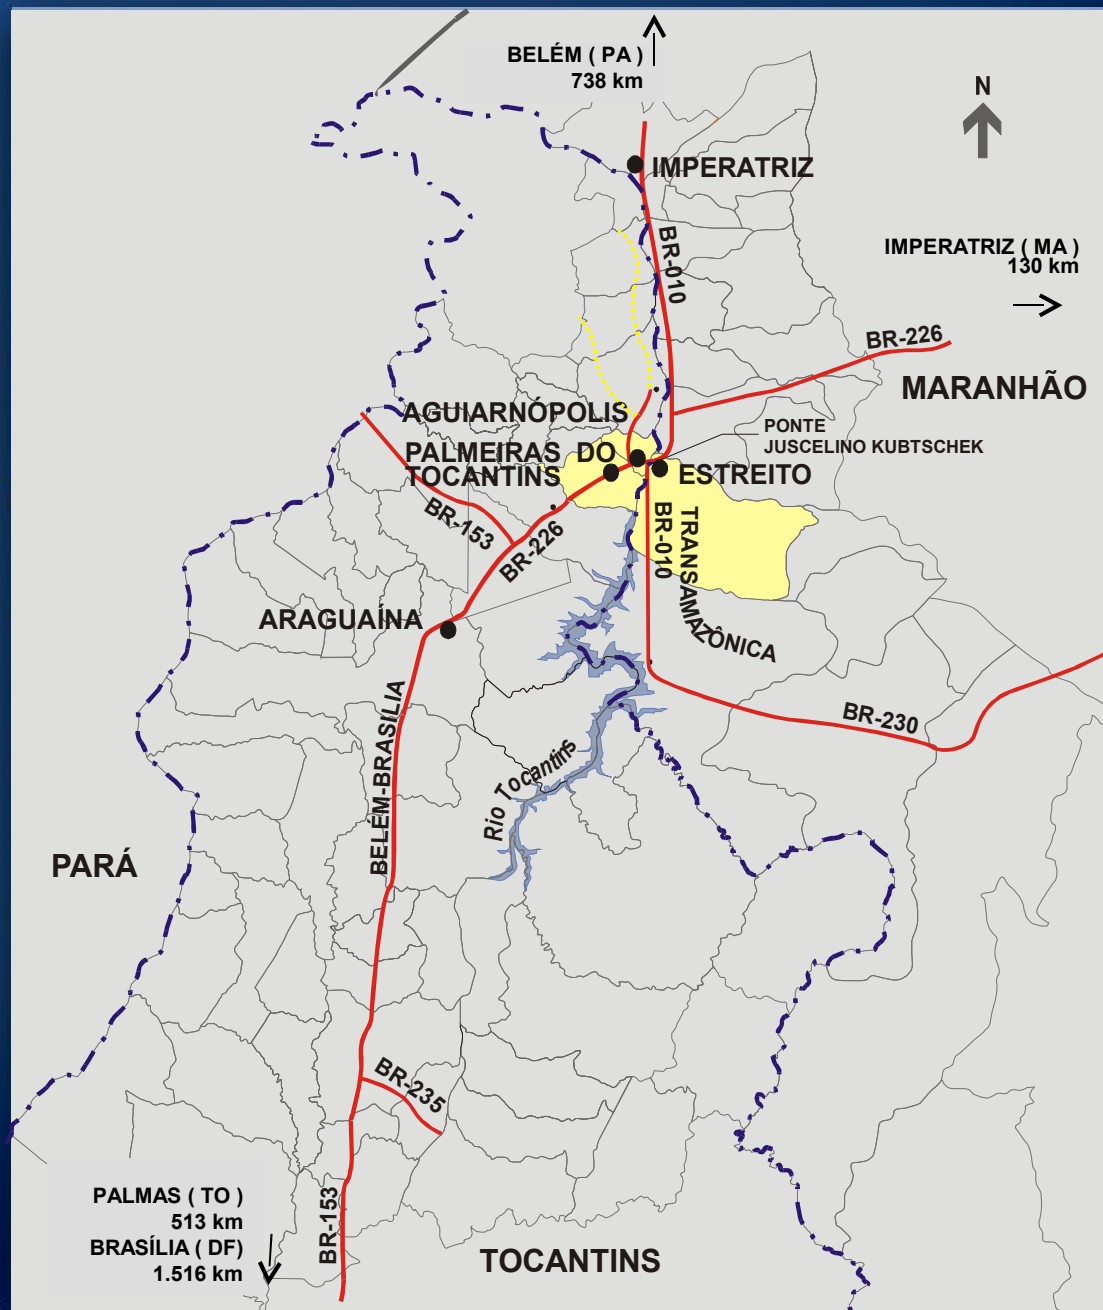 BELÉM ( PA )
738 km
N
IMPERATRIZ
BR-010
IMPERATRIZ ( MA )
130 km
BR-226
MARANHÃO
AGUIARNÓPOLIS
PONTE
JUSCELINO KUBTSCHEK
PALMEIRAS DO
TOCANTINS
ESTREITO
BR-153
BR-226
BR-010
TRANSAMAZÔNICA
ARAGUAÍNA
BELÉM-BRASILIA
BR-230
Rio Tocantins
PARÁ
BR-235
BR-153
PALMAS ( TO )
513 km
BRASÍLIA ( DF)
1.516 km
TOCANTINS